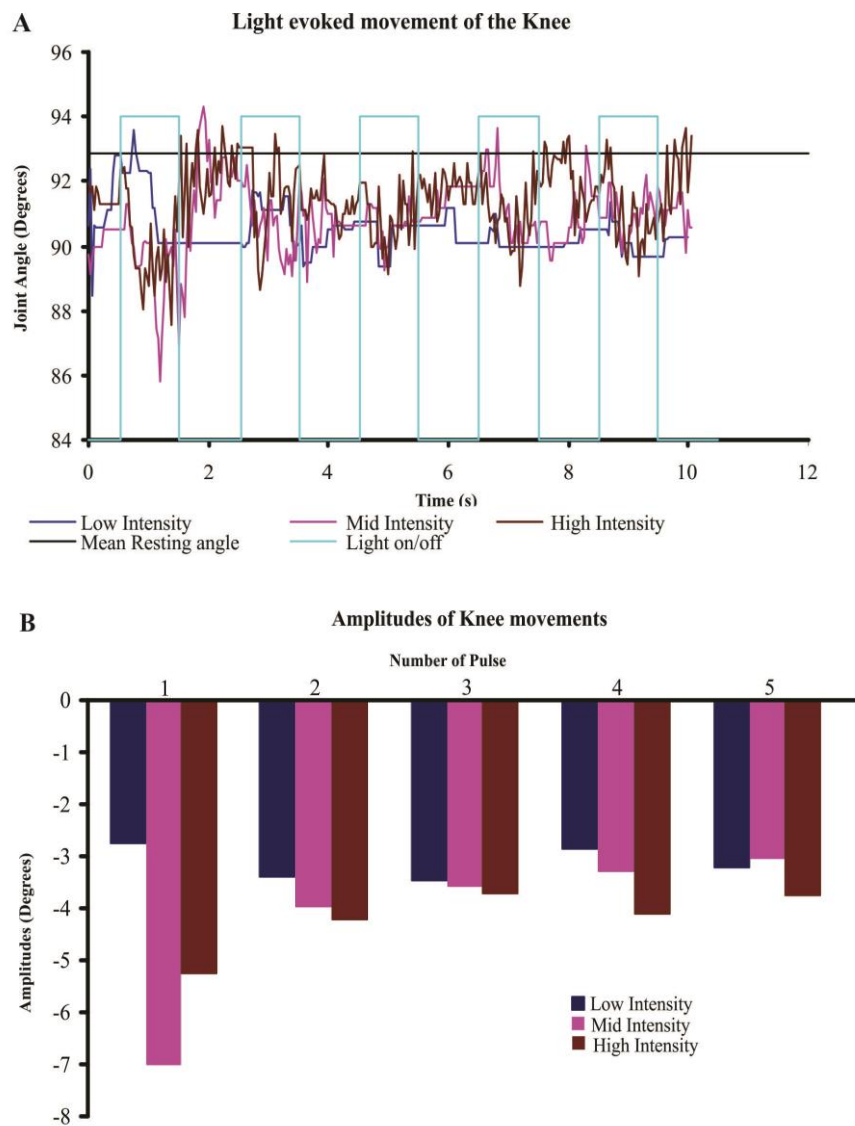 A
Light evoked movement of the Knee
96
94
92
90
88
86
84
Joint Angle (Degrees)
0 2 4 6 8 10 12
Time (s)
Low Intensity Mid Intensity High Intensity
Mean Resting angle Light on/off
B
Amplitudes of Knee movements
Number of Pulse
1 2 3 4 5
0
-1
-2
-3
-4
-5
-6
-7
-8
Amplitudes (Degrees)
Low Intensity
Mid Intensity
High Intensity